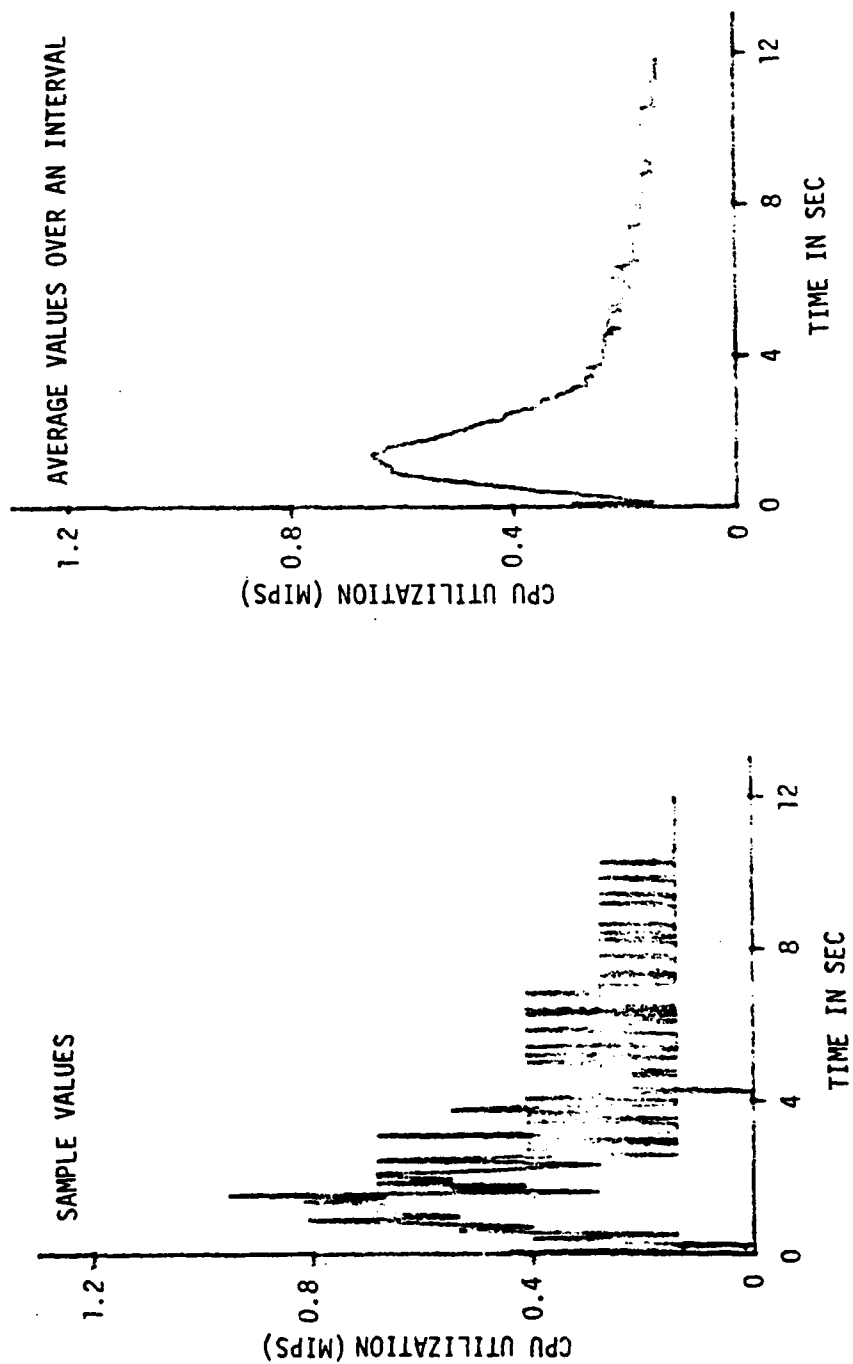 SAMPLE VALUES
CPU UTILIZATION (MIPS)
1.2
0.8
0.4
0
0
4
8
12
TIME IN SEC
AVERAGE VALUES OVER AN INTERVAL
CPU UTILIZATION (MIPS)
1.2
0.8
0.4
0
0
4
8
12
TIME IN SEC